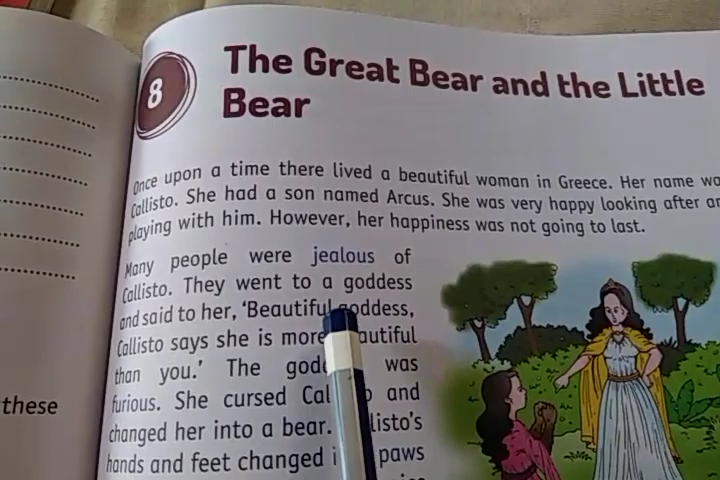 8
The Great Bear and the Little
Bear
Once upon a time there lived a beautiful woman in Greece. Her name
Callisto. She had a son named Arcus. She was very happy looking after
playing with him. However, her happiness was not going to last.
Many people were jealous of
Callisto. They went to a goddess
and said to her, ‘Beautiful goddess,
Callisto says she is more
than you.’ The was
furious. She cursed and
changed her into a bear.
hands and feet changed paws
these